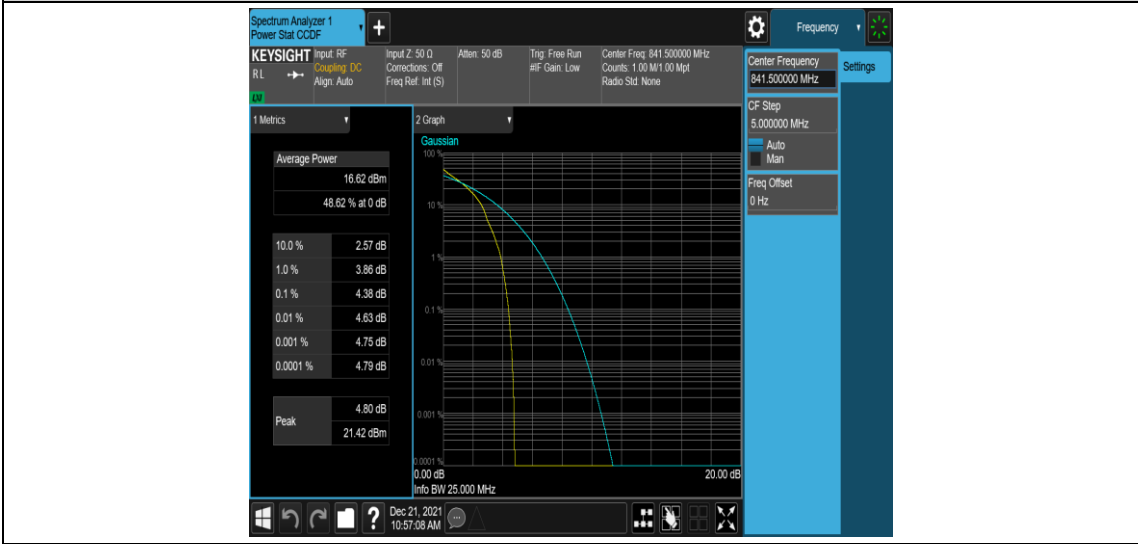 Spectrum Analyzer 1
Power Stat CCDF
+
Frequency
KEYSIGHT
Input: RF
Coupling: DC
Align: Auto
Input Z: 50 Ω
Corrections: Off
Freq Ref: Int (S)
Atten: 50 dB
Trig: Free Run
#IF Gain: Low
Center Freq: 841.500000 MHz
Counts: 1.00 M/1.00 Mpt
Radio Std: None
R L
LXI
Center Frequency
841.500000 MHz
Settings
CF Step
5.000000 MHz
Auto
Man
Freq Offset
0 Hz
1 Metrics
Average Power
16.62 dBm
48.62 % at 0 dB
10.0 % 2.57 dB
1.0 % 3.86 dB
0.1 % 4.38 dB
0.01 % 4.63 dB
0.001 % 4.75 dB
0.0001 % 4.79 dB
Peak
4.80 dB
21.42 dBm
2 Graph
Gaussian
100 %
10 %
1 %
0.1 %
0.01 %
0.001 %
0.0001 %
0.00 dB
20.00 dB
Info BW 25.000 MHz
?
Dec 21, 2021
10:57:08 AM